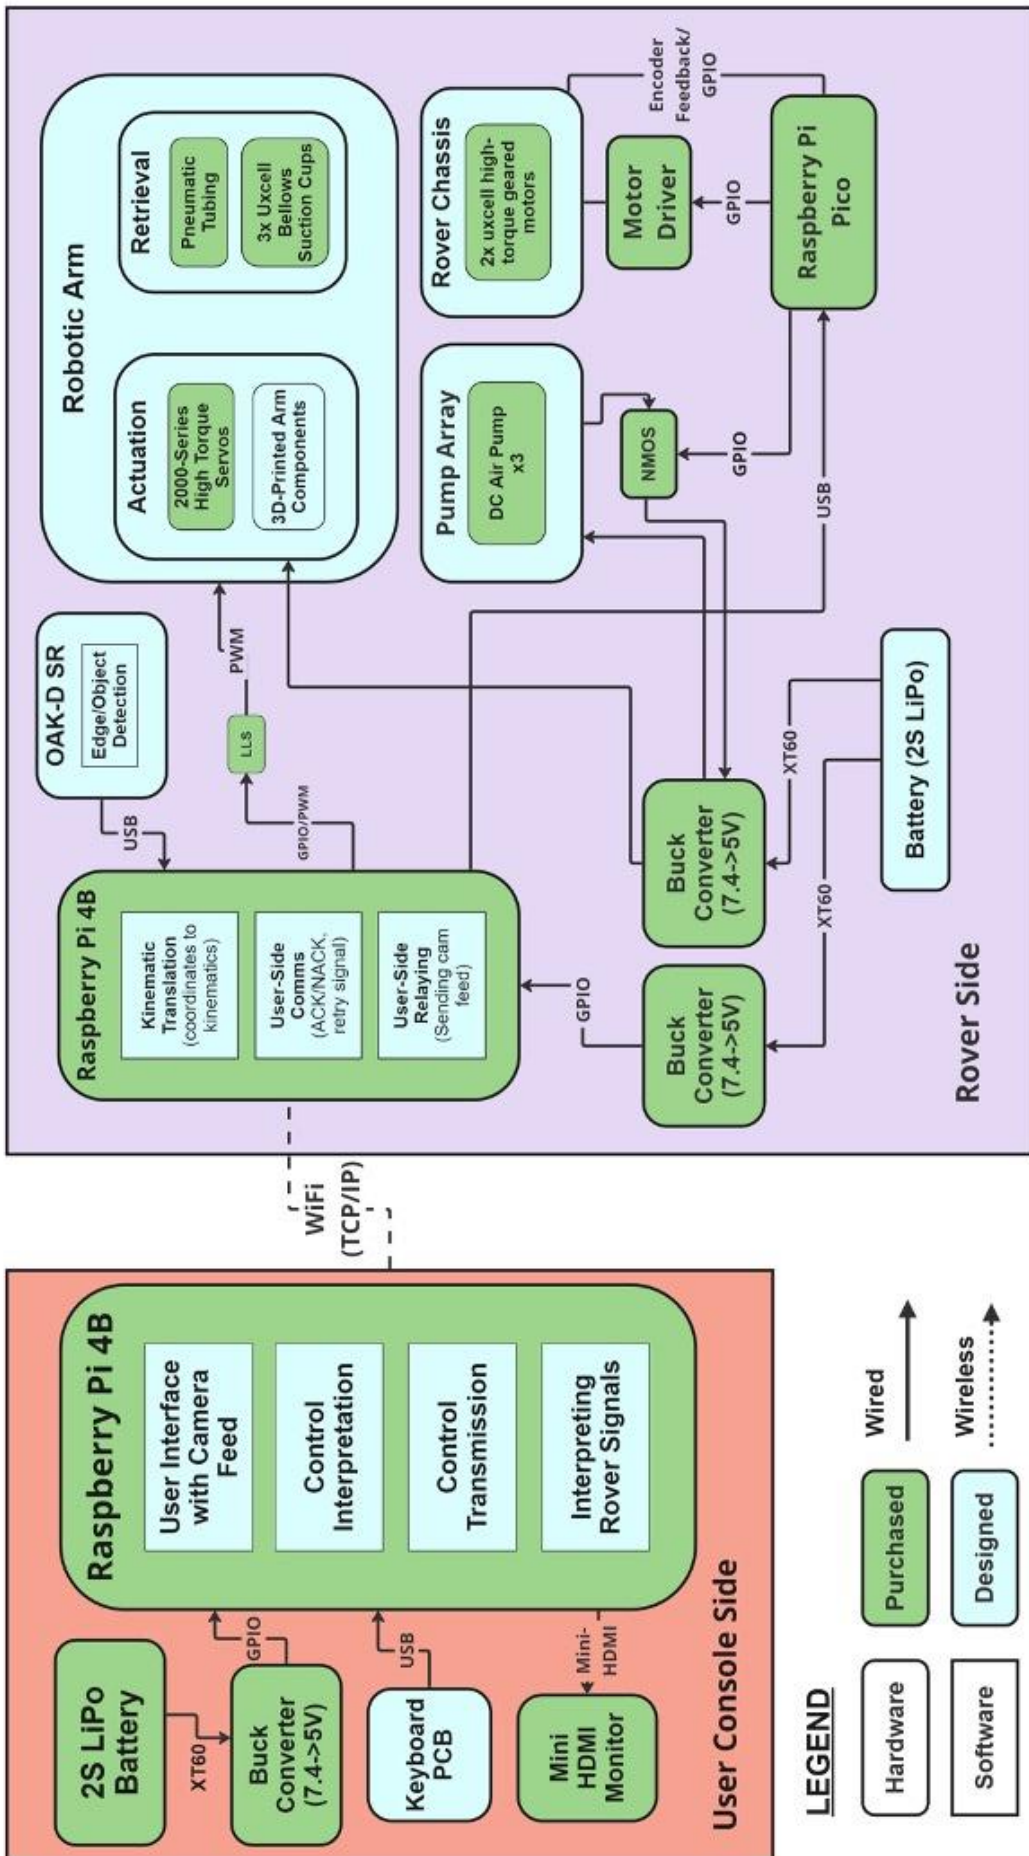 2S LiPo
Battery
XT60
Buck
Converter
(7.4->5V)
GPIO
Keyboard
PCB
USB
Mini
HDMI
Monitor
Mini-
HDMI
Raspberry Pi 4B
User Interface
with Camera
Feed
Control
Interpretation
Control
Transmission
Interpreting
Rover Signals
User Console Side
WiFi
(TCP/IP)
Raspberry Pi 4B
Kinematic
Translation
(coordinates to
kinematics)
User-Side
Comms
(ACK/NACK,
retry signal)
User-Side
Relaying
(Sending cam
feed)
USB
OAK-D SR
Edge/Object
Detection
GPIO/PWM
LLS
PWM
Robotic Arm
Actuation
2000-Series
High Torque
Servos
3D-Printed Arm
Components
Retrieval
Pneumatic
Tubing
3x Uxcell
Bellows
Suction Cups
Pump Array
DC Air Pump
x3
NMOS
GPIO
Rover Chassis
2x uxcell high-
torque geared
motors
Motor
Driver
GPIO
Encoder
Feedback/
GPIO
Raspberry Pi
Pico
USB
GPIO
Buck
Converter
(7.4->5V)
Buck
Converter
(7.4->5V)
XT60
XT60
Battery (2S LiPo)
Rover Side
LEGEND
Hardware
Purchased
Wired
Software
Designed
Wireless